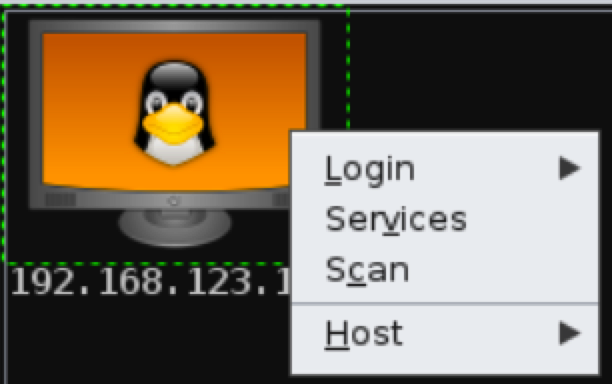 Login
Services
Scan
192.168.123.1
Host